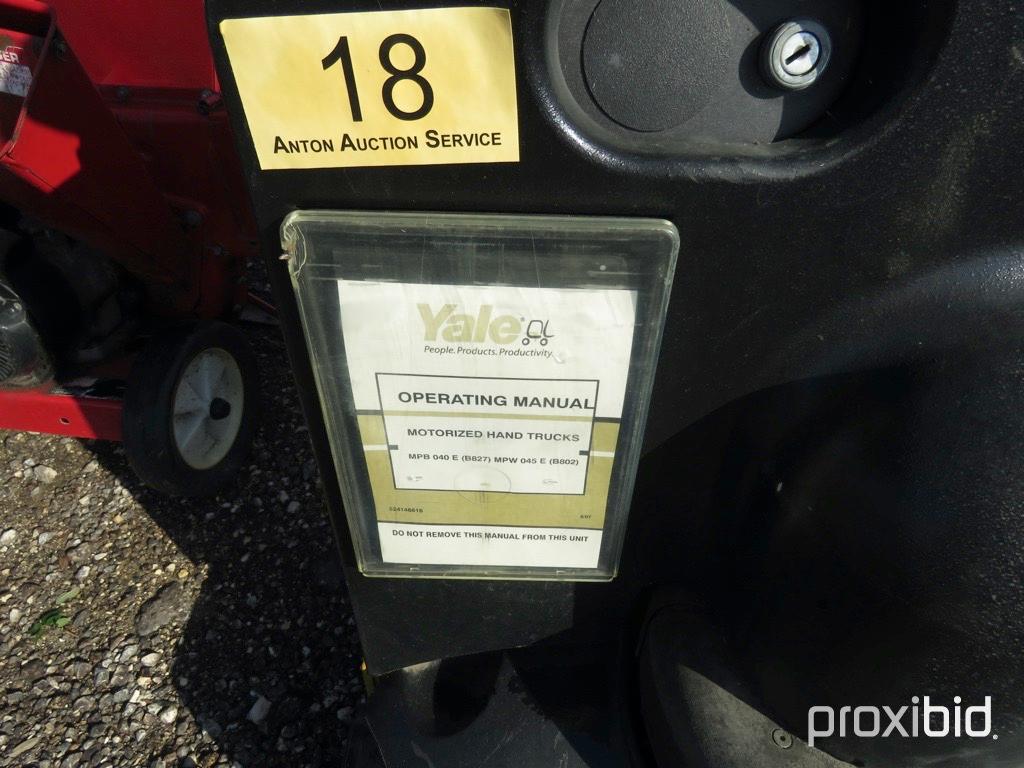 18
ANTON AUCTION SERVICE
Yale
People. Products. Productivity.
OPERATING MANUAL
MOTORIZED HAND TRUCKS
MPB 040 E (B827) MPW 045 E (B802)
DO NOT REMOVE THIS MANUAL FROM THIS UNIT
proxibid